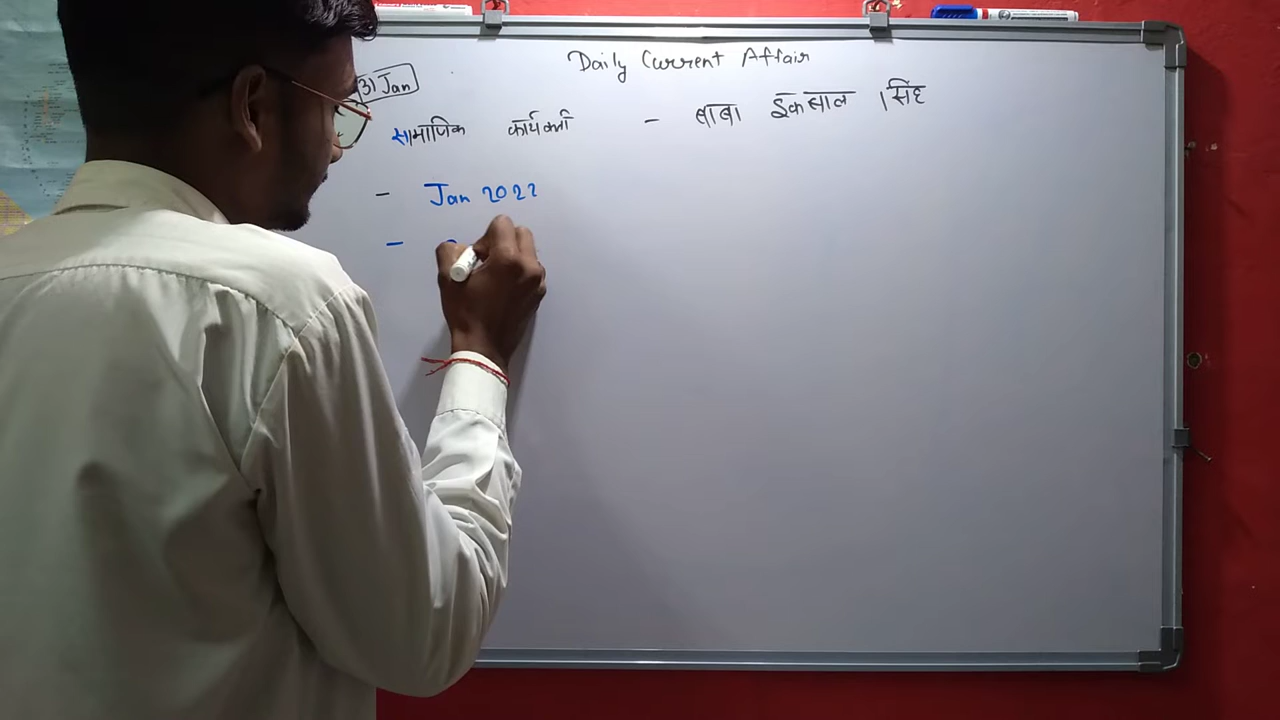 Daily Current Affair
31 Jan
सामाजिक कार्यकर्ता - बाबा इकबाल सिंह
- Jan 2022
-